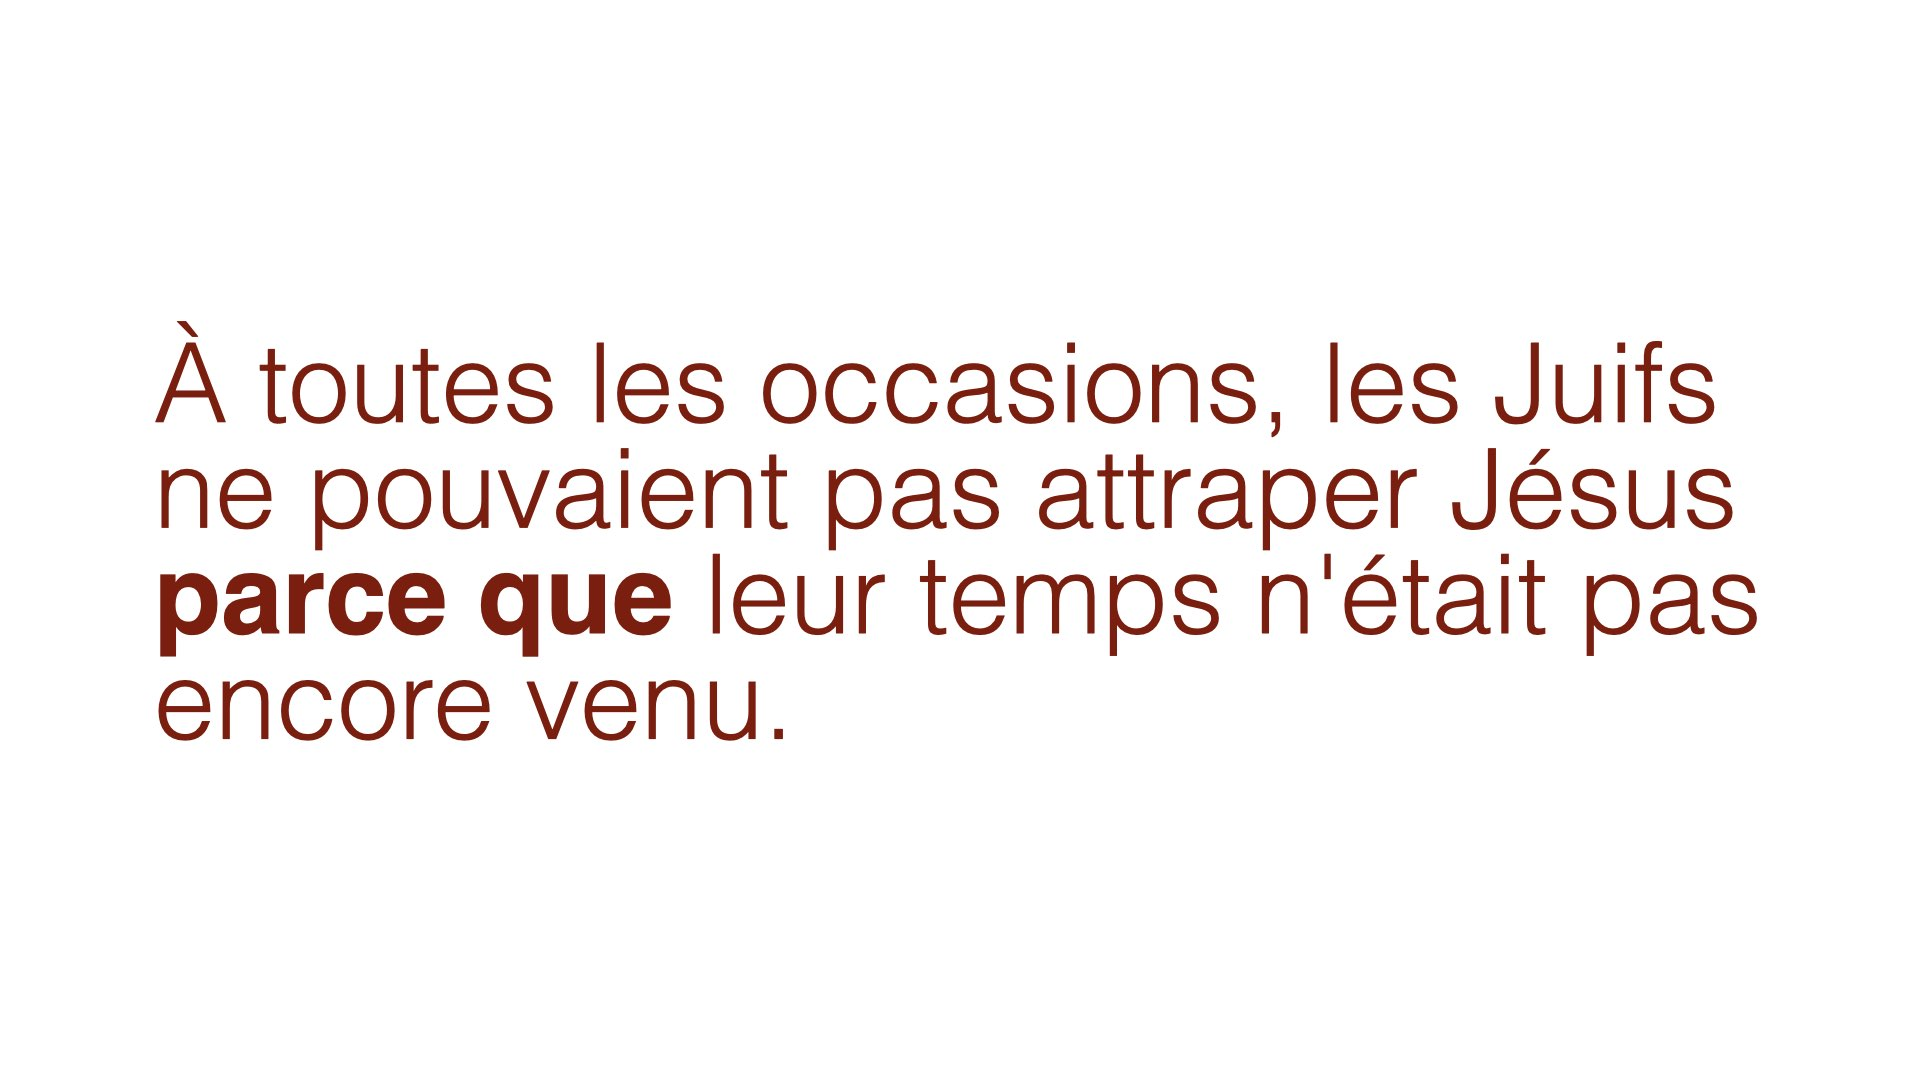 À toutes les occasions, les Juifs
ne pouvaient pas attraper Jésus
parce que leur temps n'était pas
encore venu.